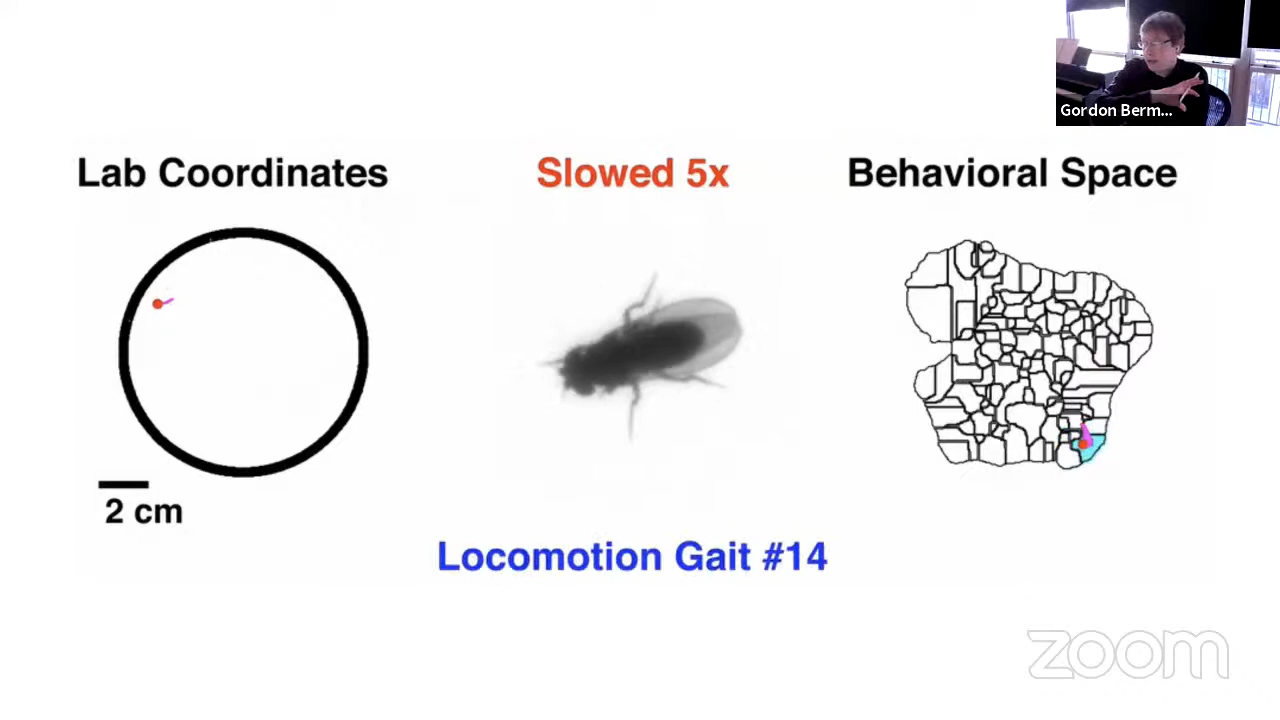 Gordon Berm...
Lab Coordinates
Slowed 5x
Behavioral Space
2 cm
Locomotion Gait #14
zoom